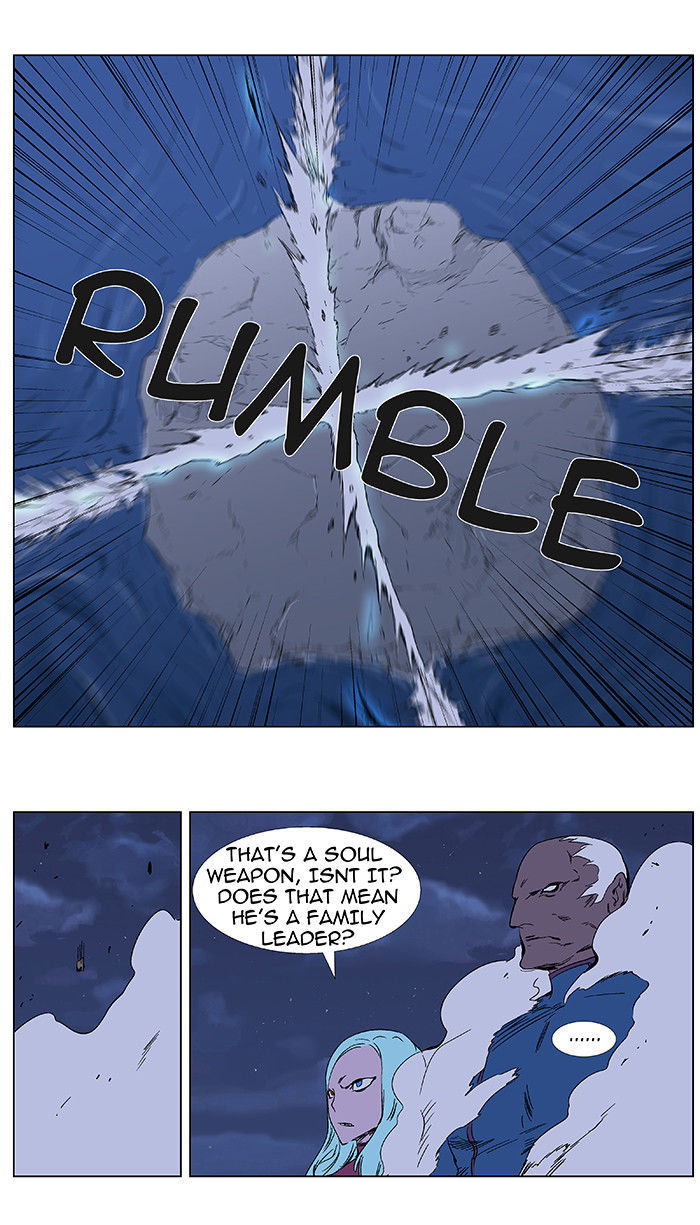 RUMBLE
THAT'S A SOUL
WEAPON, ISNT IT?
DOES THAT MEAN
HE'S A FAMILY
LEADER?
......